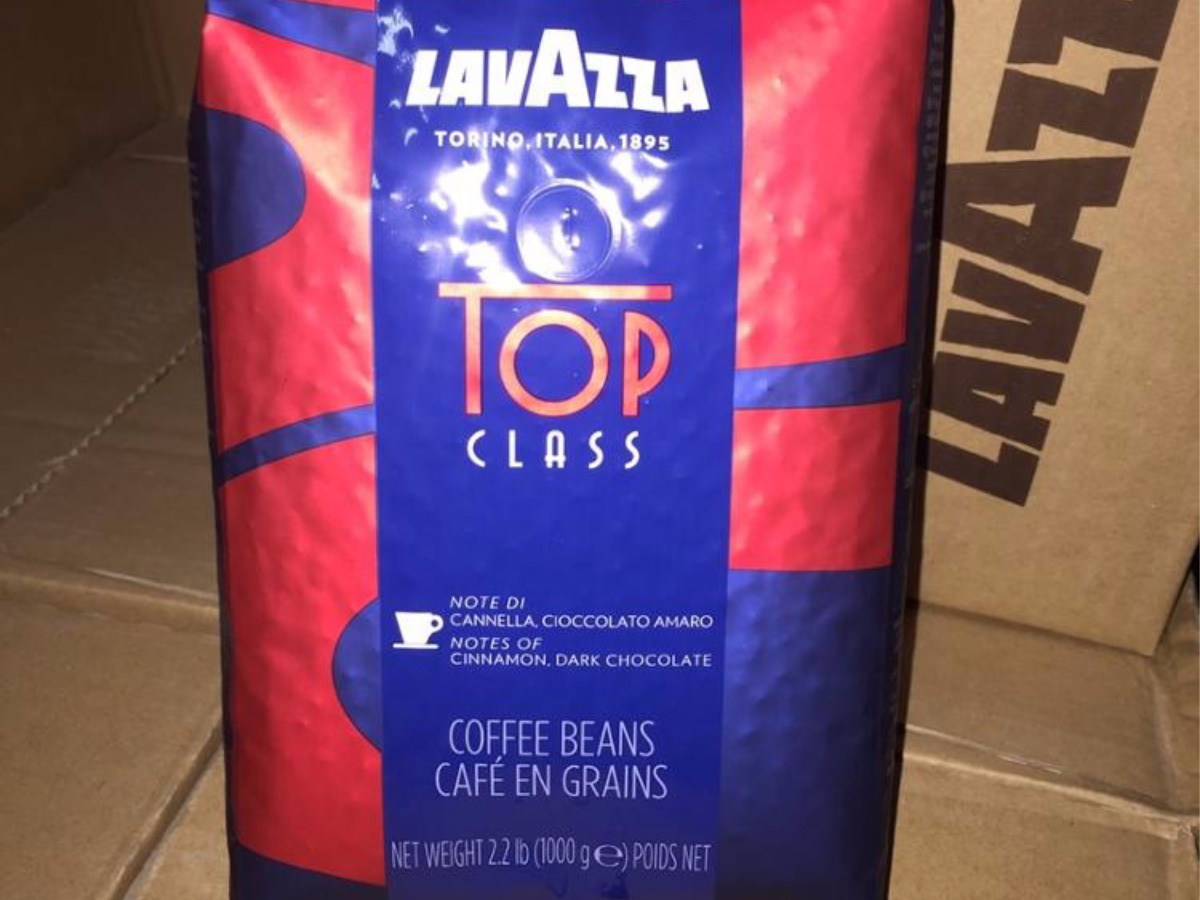 LAVAZZA
TORINO, ITALIA, 1895
TOP
CLASS
NOTE DI
CANNELLA, CIOCCOLATO AMARO
NOTES OF
CINNAMON, DARK CHOCOLATE
COFFEE BEANS
CAFÉ EN GRAINS
NET WEIGHT 2.2 lb (1000 g ℮) POIDS NET